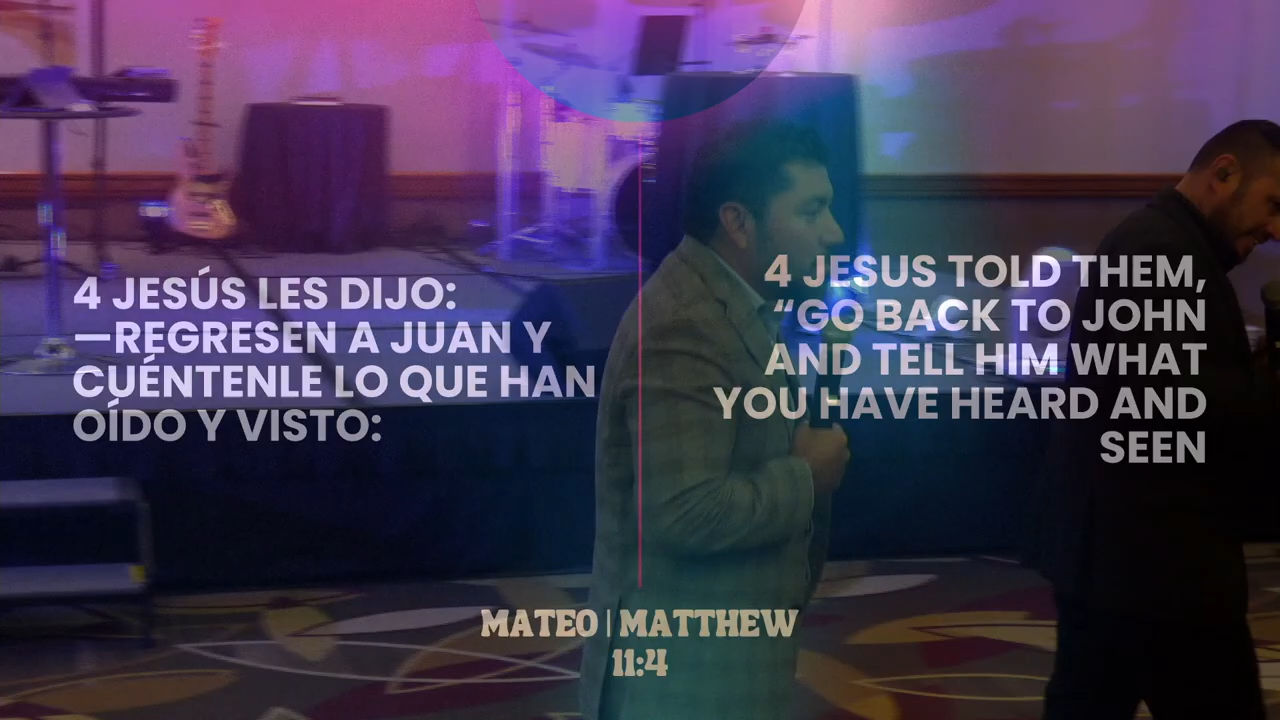 4 JESÚS LES DIJO:
—REGRESEN A JUAN Y
CUÉNTENLE LO QUE HAN
OÍDO Y VISTO:
4 JESUS TOLD THEM,
“GO BACK TO JOHN
AND TELL HIM WHAT
YOU HAVE HEARD AND
SEEN
MATEO | MATTHEW
11:4